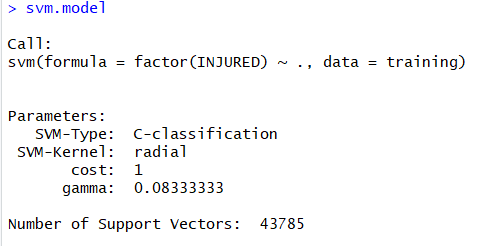 > svm.model
Call:
svm(formula = factor(INJURED) ~ ., data = training)
Parameters:
SVM-Type: C-classification
SVM-Kernel: radial
cost: 1
gamma: 0.08333333
Number of Support Vectors: 43785